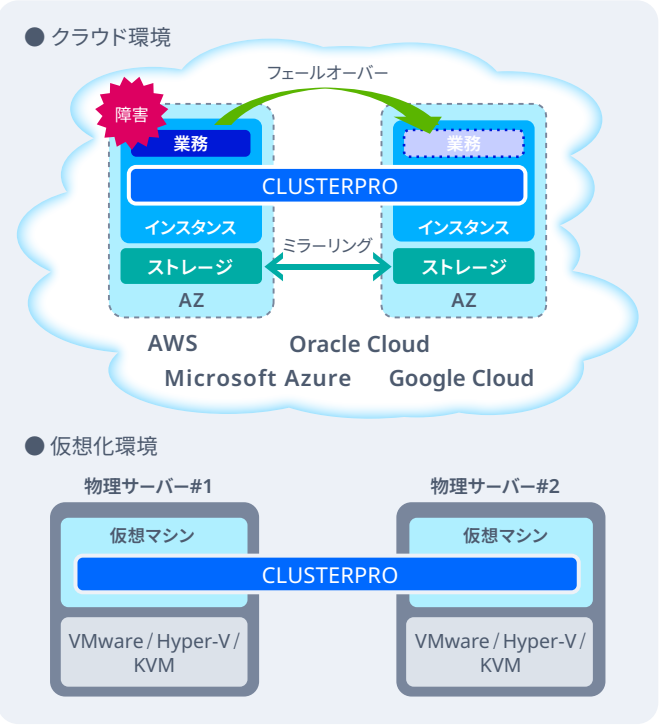 ● クラウド環境
フェールオーバー
障害
業務
業務
CLUSTERPRO
インスタンス
インスタンス
ミラーリング
ストレージ
ストレージ
AZ
AZ
AWS
Oracle Cloud
Microsoft Azure
Google Cloud
● 仮想化環境
物理サーバー#1
物理サーバー#2
仮想マシン
仮想マシン
CLUSTERPRO
VMware/Hyper-V/
KVM
VMware/Hyper-V/
KVM